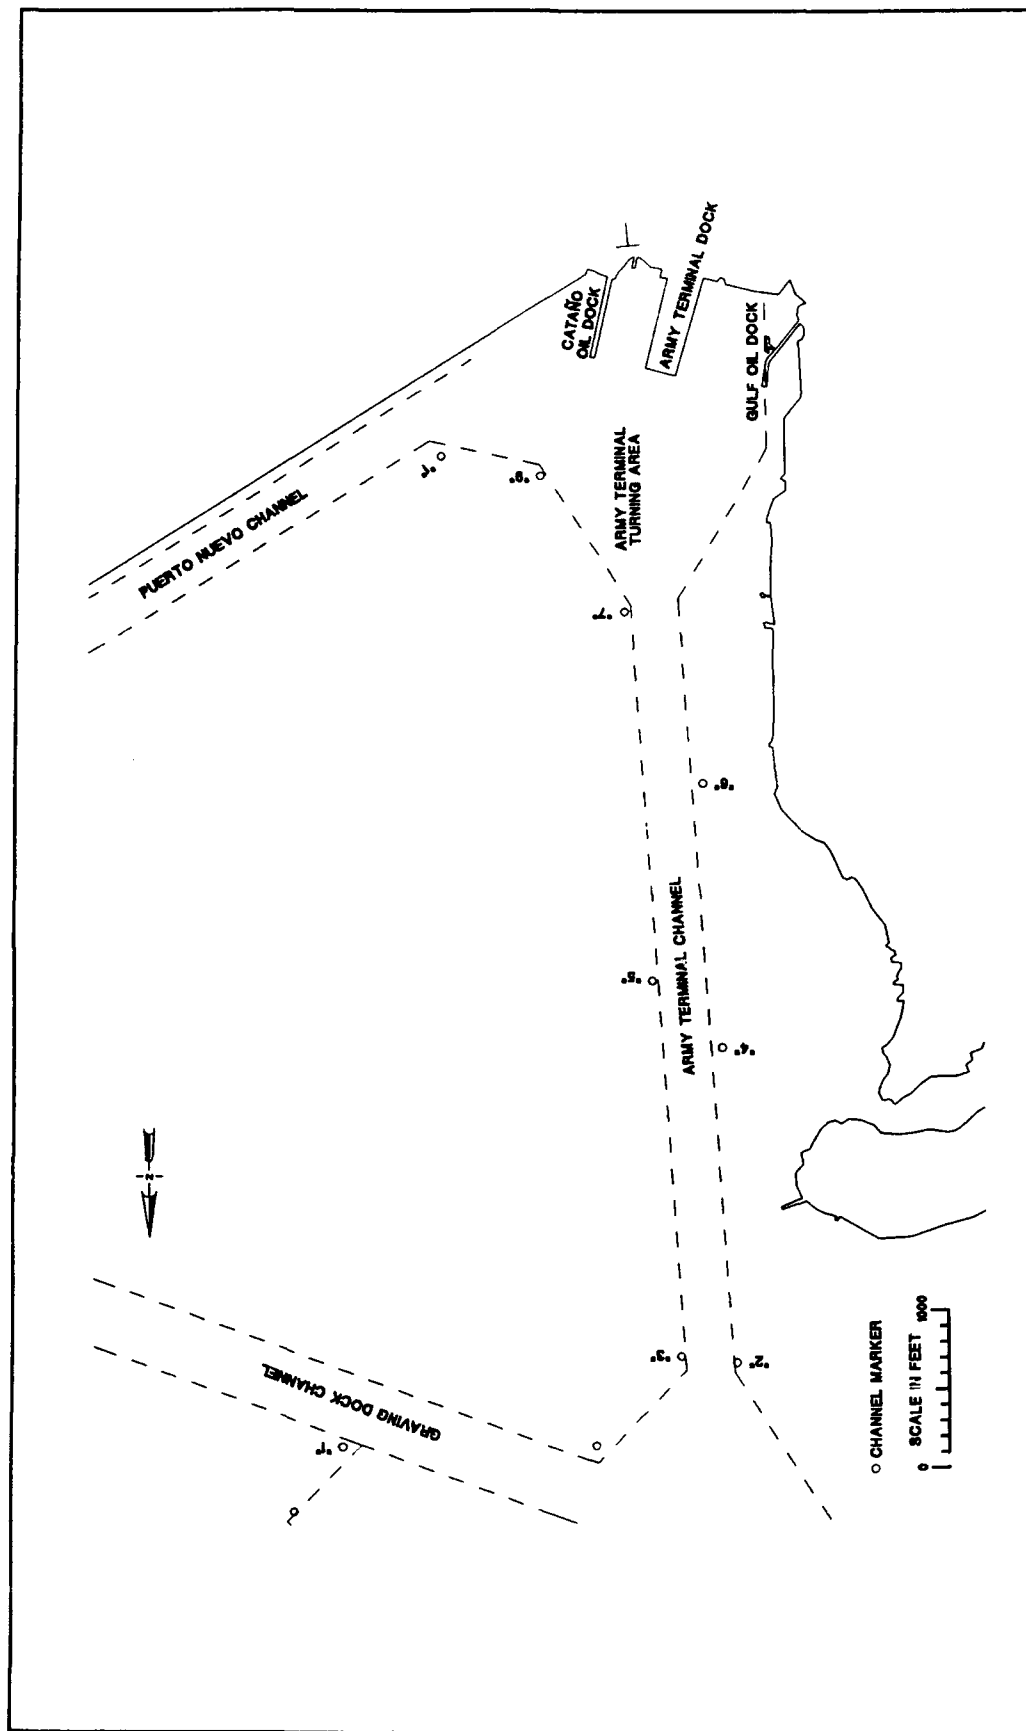 CATAÑO
OIL DOCK
ARMY TERMINAL DOCK
GULF OIL DOCK
ARMY TERMINAL
TURNING AREA
PUERTO NUEVO CHANNEL
"1"
"9"
"7"
"6"
"5"
"4"
ARMY TERMINAL CHANNEL
N
"3"
"2"
GRAVING DOCK CHANNEL
"1"
CHANNEL MARKER
SCALE IN FEET
0 1000